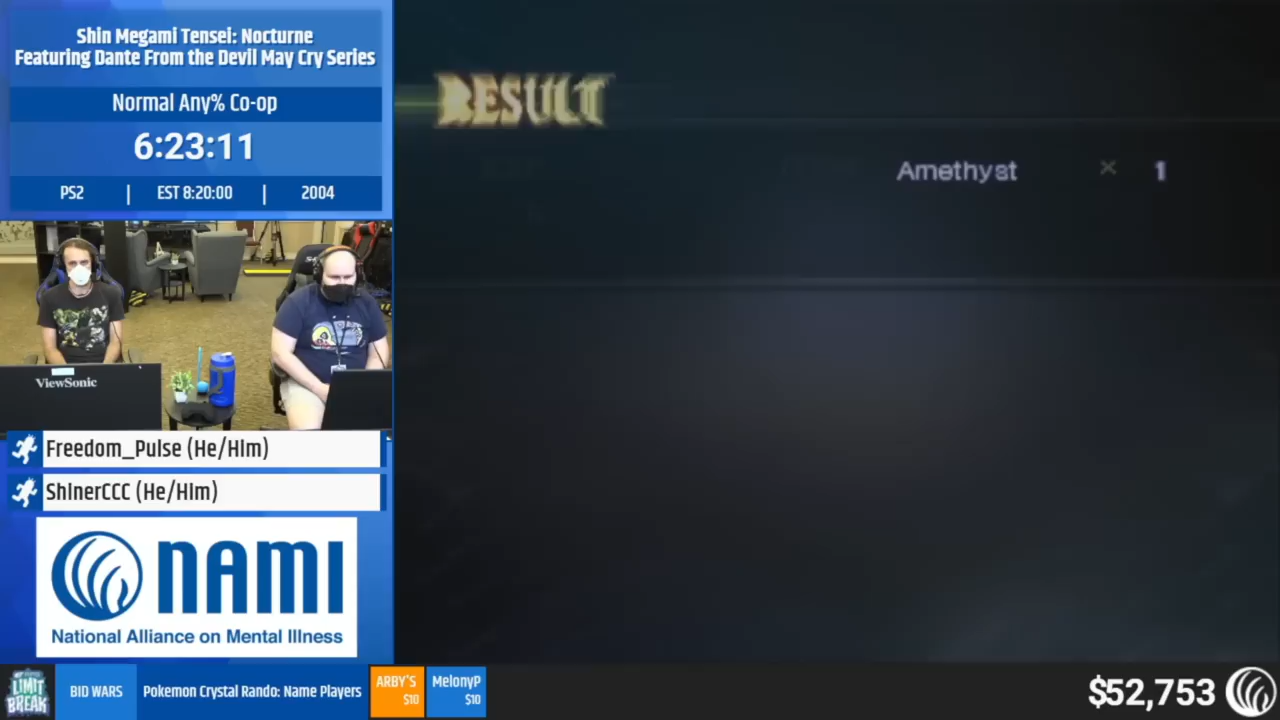 Shin Megami Tensei: Nocturne
Featuring Dante From the Devil May Cry Series
Normal Any% Co-op
6:23:11
PS2 | EST 8:20:00 | 2004
RESULT
Amethyst × 1
ViewSonic
Freedom_Pulse (He/Him)
ShinerCCC (He/Him)
NAMI
National Alliance on Mental Illness
LIMIT
BREAK
BID WARS
Pokemon Crystal Rando: Name Players
ARBY'S
$10
MelonyP
$10
$52,753